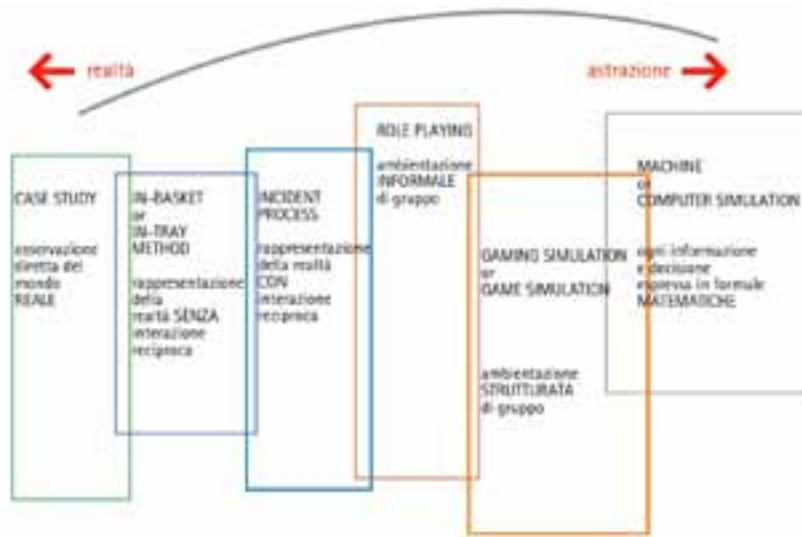 realtà
astrazione
CASE STUDY
osservazione
diretta del
mondo
REALE
IN-BASKET
or
IN-TRAY
METHOD
rappresentazione
della
realtà SENZA
interazione
reciproca
INCIDENT
PROCESS
rappresentazione
della realtà
CON
interazione
reciproca
ROLE PLAYING
ambientazione
INFORMALE
di gruppo
GAMING SIMULATION
or
GAME SIMULATION
ambientazione
STRUTTURATA
di gruppo
MACHINE
or
COMPUTER SIMULATION
ogni informazione
e decisione
espressa in formule
MATEMATICHE